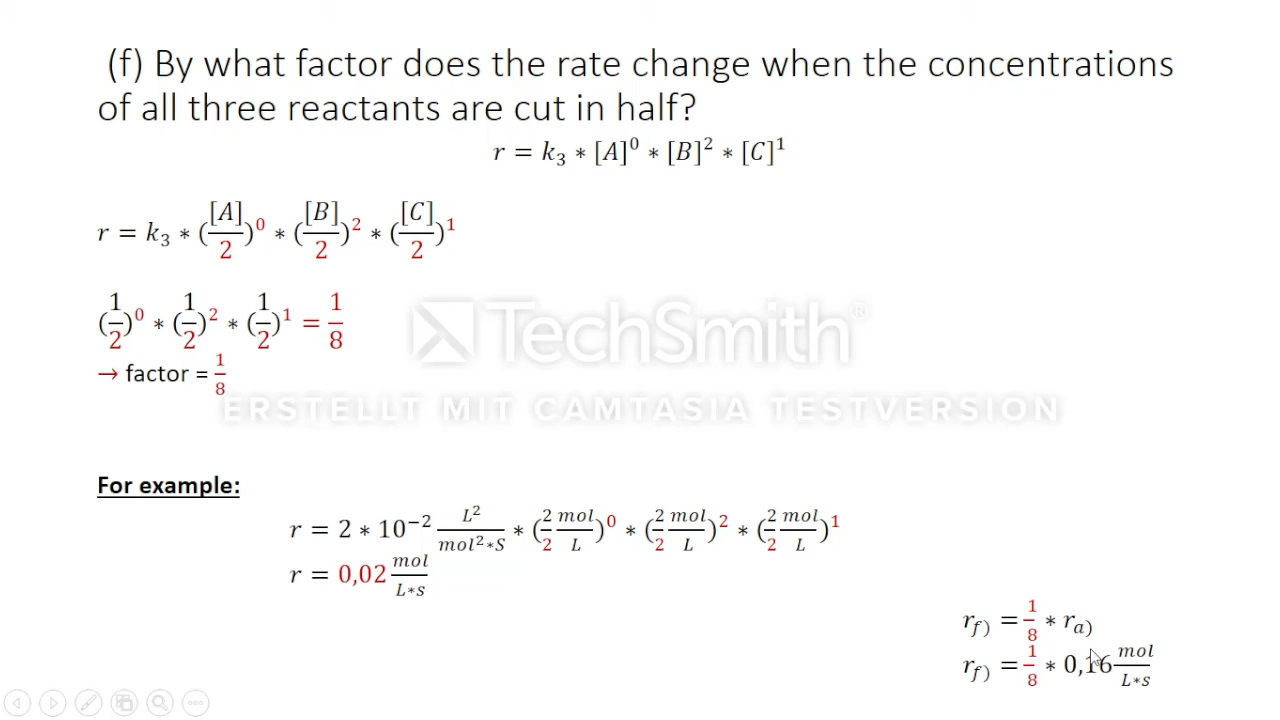 (f) By what factor does the rate change when the concentrations
of all three reactants are cut in half?
r = k₃ ∗ [A]⁰ ∗ [B]² ∗ [C]¹
r = k₃ ∗ ([A]/2)⁰ ∗ ([B]/2)² ∗ ([C]/2)¹
(1/2)⁰ ∗ (1/2)² ∗ (1/2)¹ = 1/8
→ factor = 1/8
TechSmith®
ERSTELLT MIT CAMTASIA TESTVERSION
For example:
r = 2 ∗ 10⁻² L²/mol²∗S ∗ (2/2 mol/L)⁰ ∗ (2/2 mol/L)² ∗ (2/2 mol/L)¹
r = 0,02 mol/L∗s
r_f) = 1/8 ∗ r_a)
r_f) = 1/8 ∗ 0,16 mol/L∗s